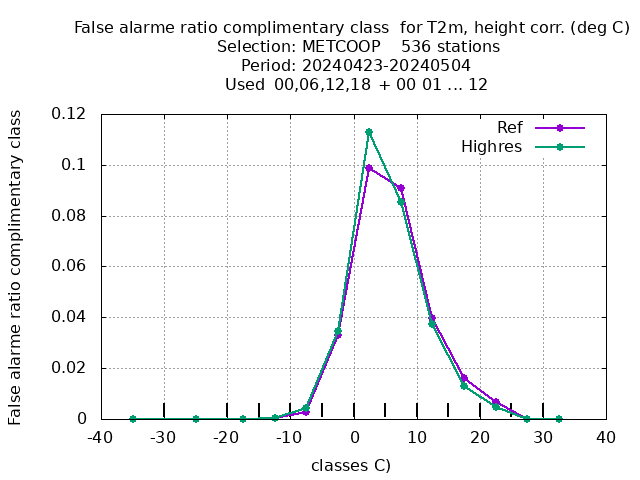 False alarme ratio complimentary class  for T2m, height corr. (deg C)
Selection: METCOOP    536 stations
Period: 20240423-20240504
Used  00,06,12,18 + 00 01 ... 12
False alarme ratio complimentary class
0.12
0.1
0.08
0.06
0.04
0.02
0
Ref
Highres
-40 -30 -20 -10 0 10 20 30 40
classes C)